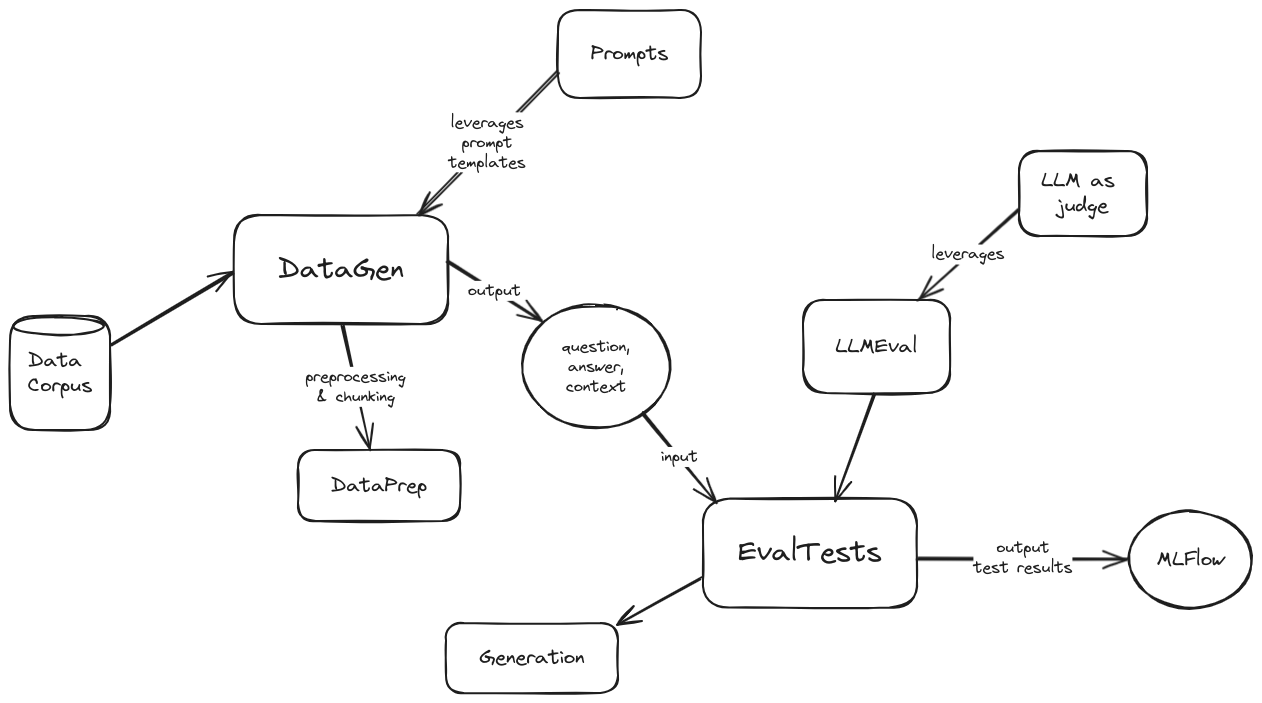 Prompts
leverages
prompt
templates
LLM as
judge
leverages
DataGen
output
Data
Corpus
question,
answer,
context
LLMEval
preprocessing
& chunking
input
DataPrep
EvalTests
output
test results
MLFlow
Generation